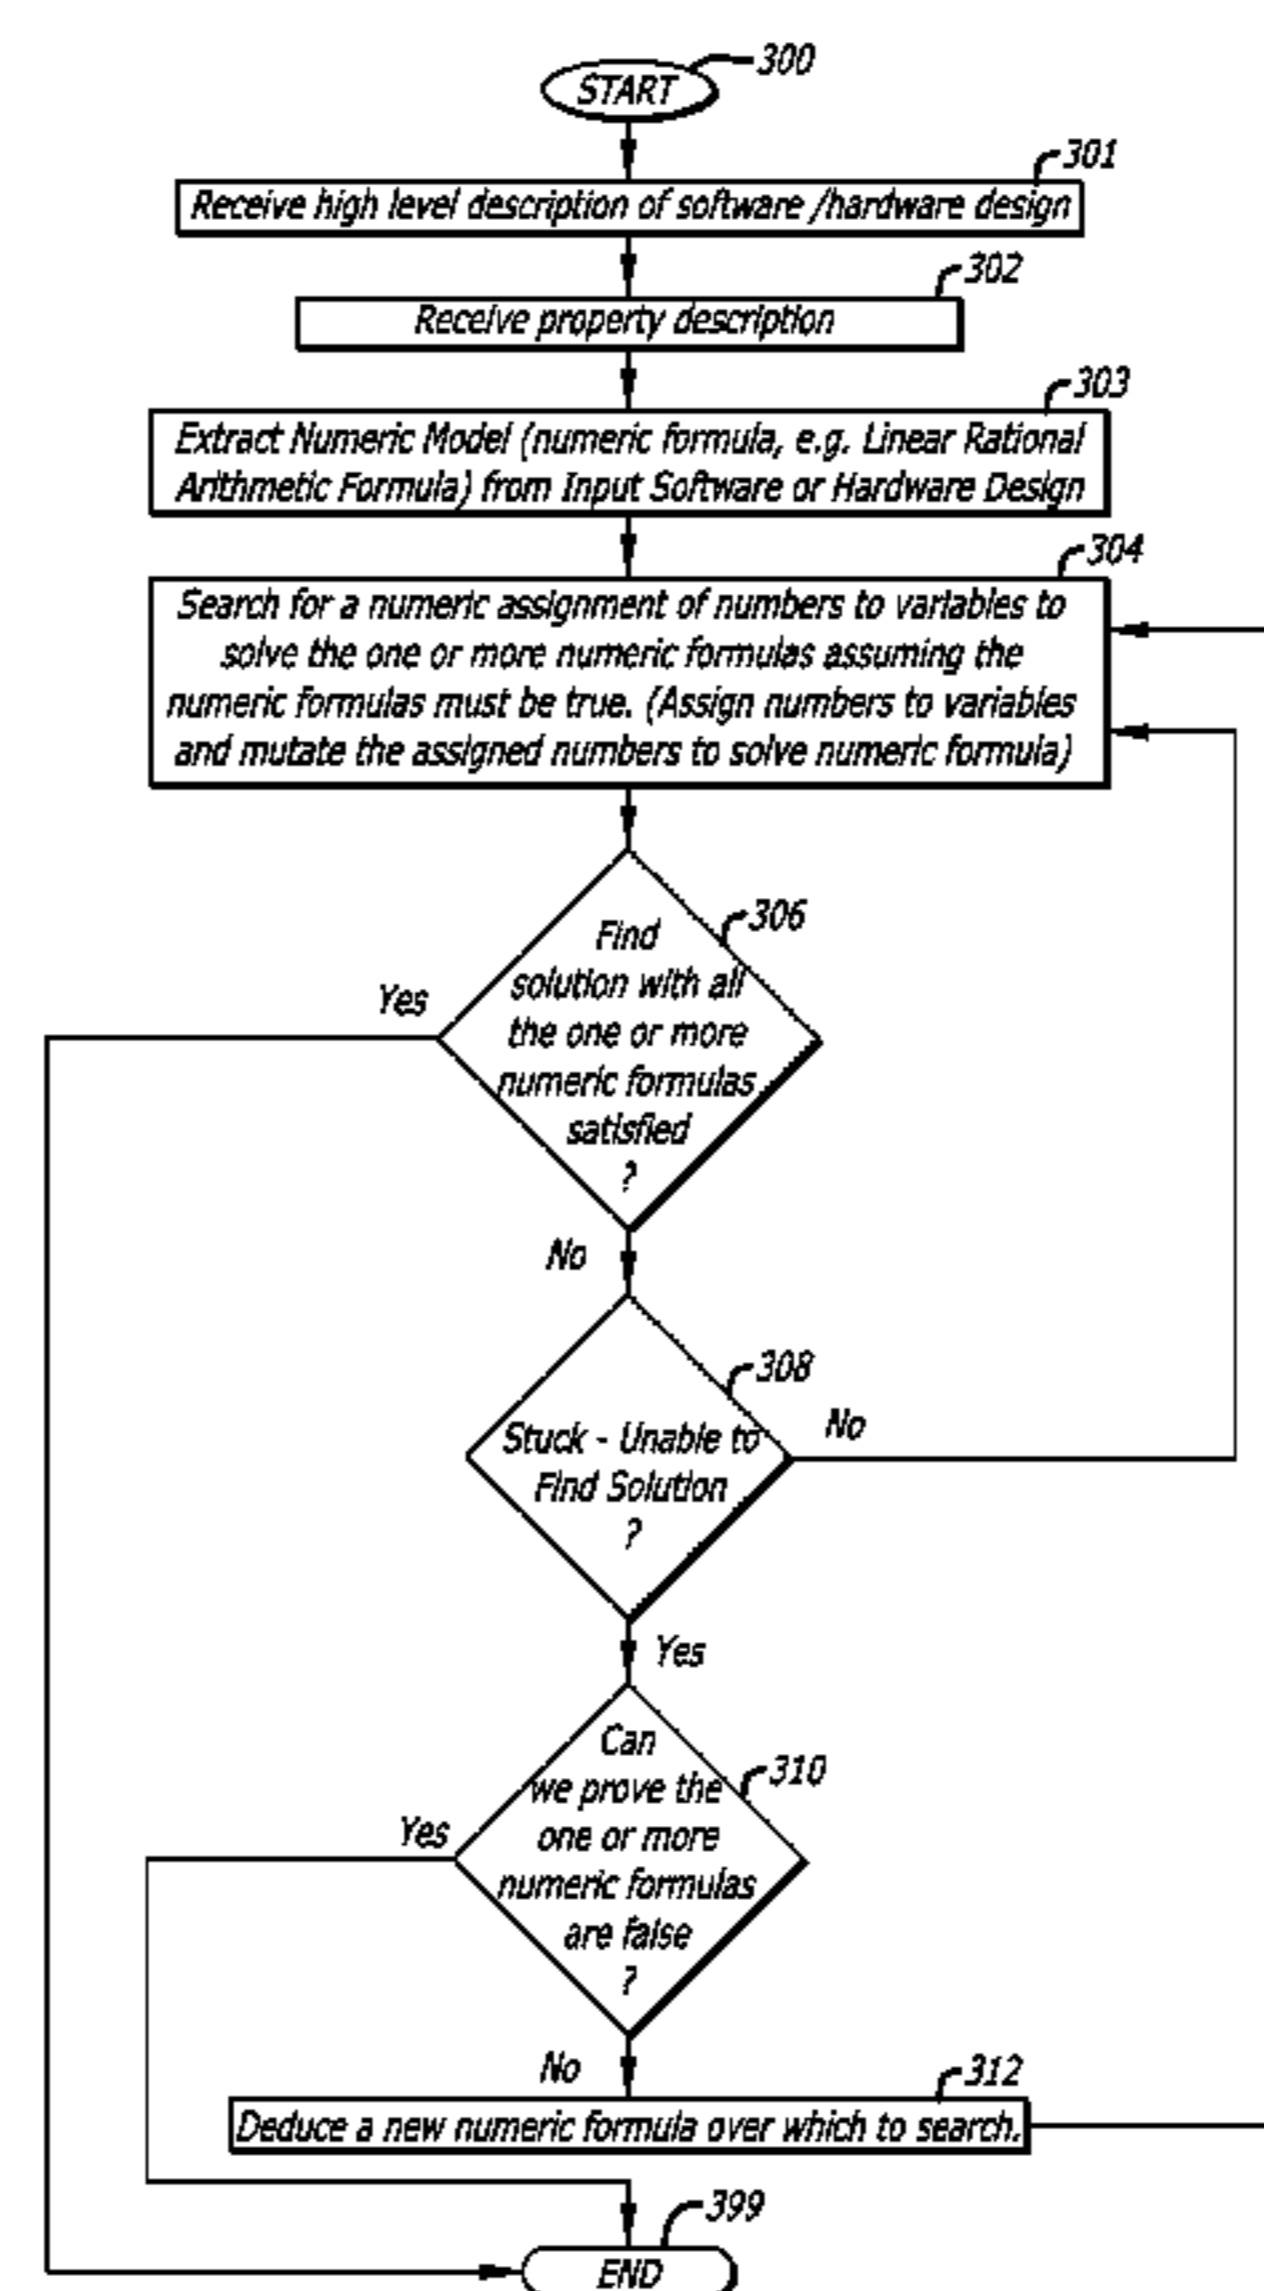 300
START
301
Receive high level description of software /hardware design
302
Receive property description
303
Extract Numeric Model (numeric formula, e.g. Linear Rational
Arithmetic Formula) from Input Software or Hardware Design
304
Search for a numeric assignment of numbers to variables to
solve the one or more numeric formulas assuming the
numeric formulas must be true. (Assign numbers to variables
and mutate the assigned numbers to solve numeric formula)
306
Find
solution with all
the one or more
numeric formulas
satisfied
?
Yes
No
308
Stuck - Unable to
Find Solution
?
No
Yes
310
Can
we prove the
one or more
numeric formulas
are false
?
Yes
No
312
Deduce a new numeric formula over which to search.
399
END